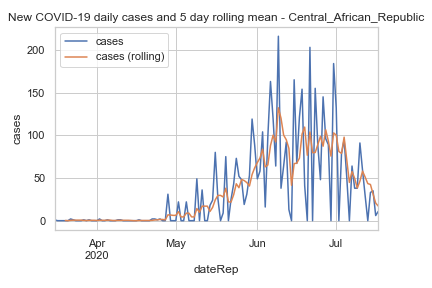 New COVID-19 daily cases and 5 day rolling mean - Central_African_Republic
cases
cases (rolling)
200
150
100
50
0
cases
Apr
2020
May
Jun
Jul
dateRep